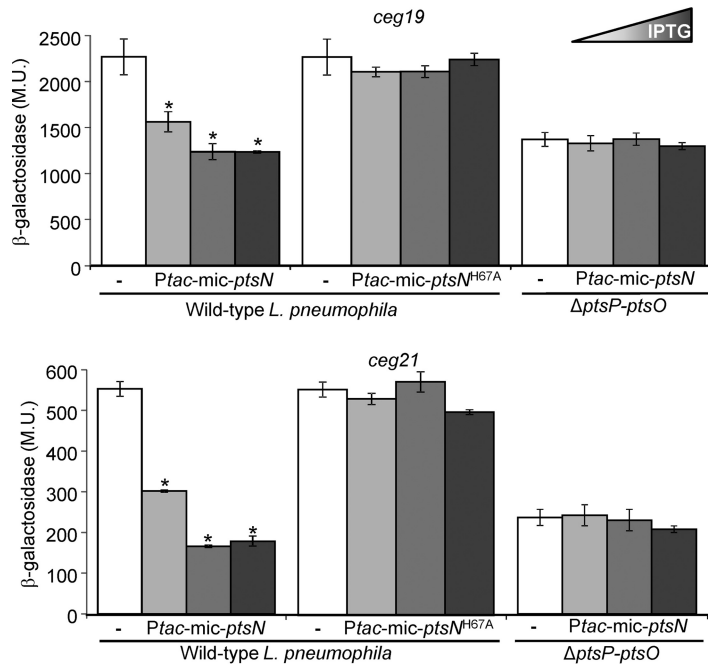 ceg19
IPTG
β-galactosidase (M.U.)
2500
2000
1500
1000
500
0
* * *
- Ptac-mic-ptsN - Ptac-mic-ptsNH67A - Ptac-mic-ptsN
Wild-type L. pneumophila ΔptsP-ptsO
ceg21
β-galactosidase (M.U.)
600
500
400
300
200
100
0
* * *
- Ptac-mic-ptsN - Ptac-mic-ptsNH67A - Ptac-mic-ptsN
Wild-type L. pneumophila ΔptsP-ptsO